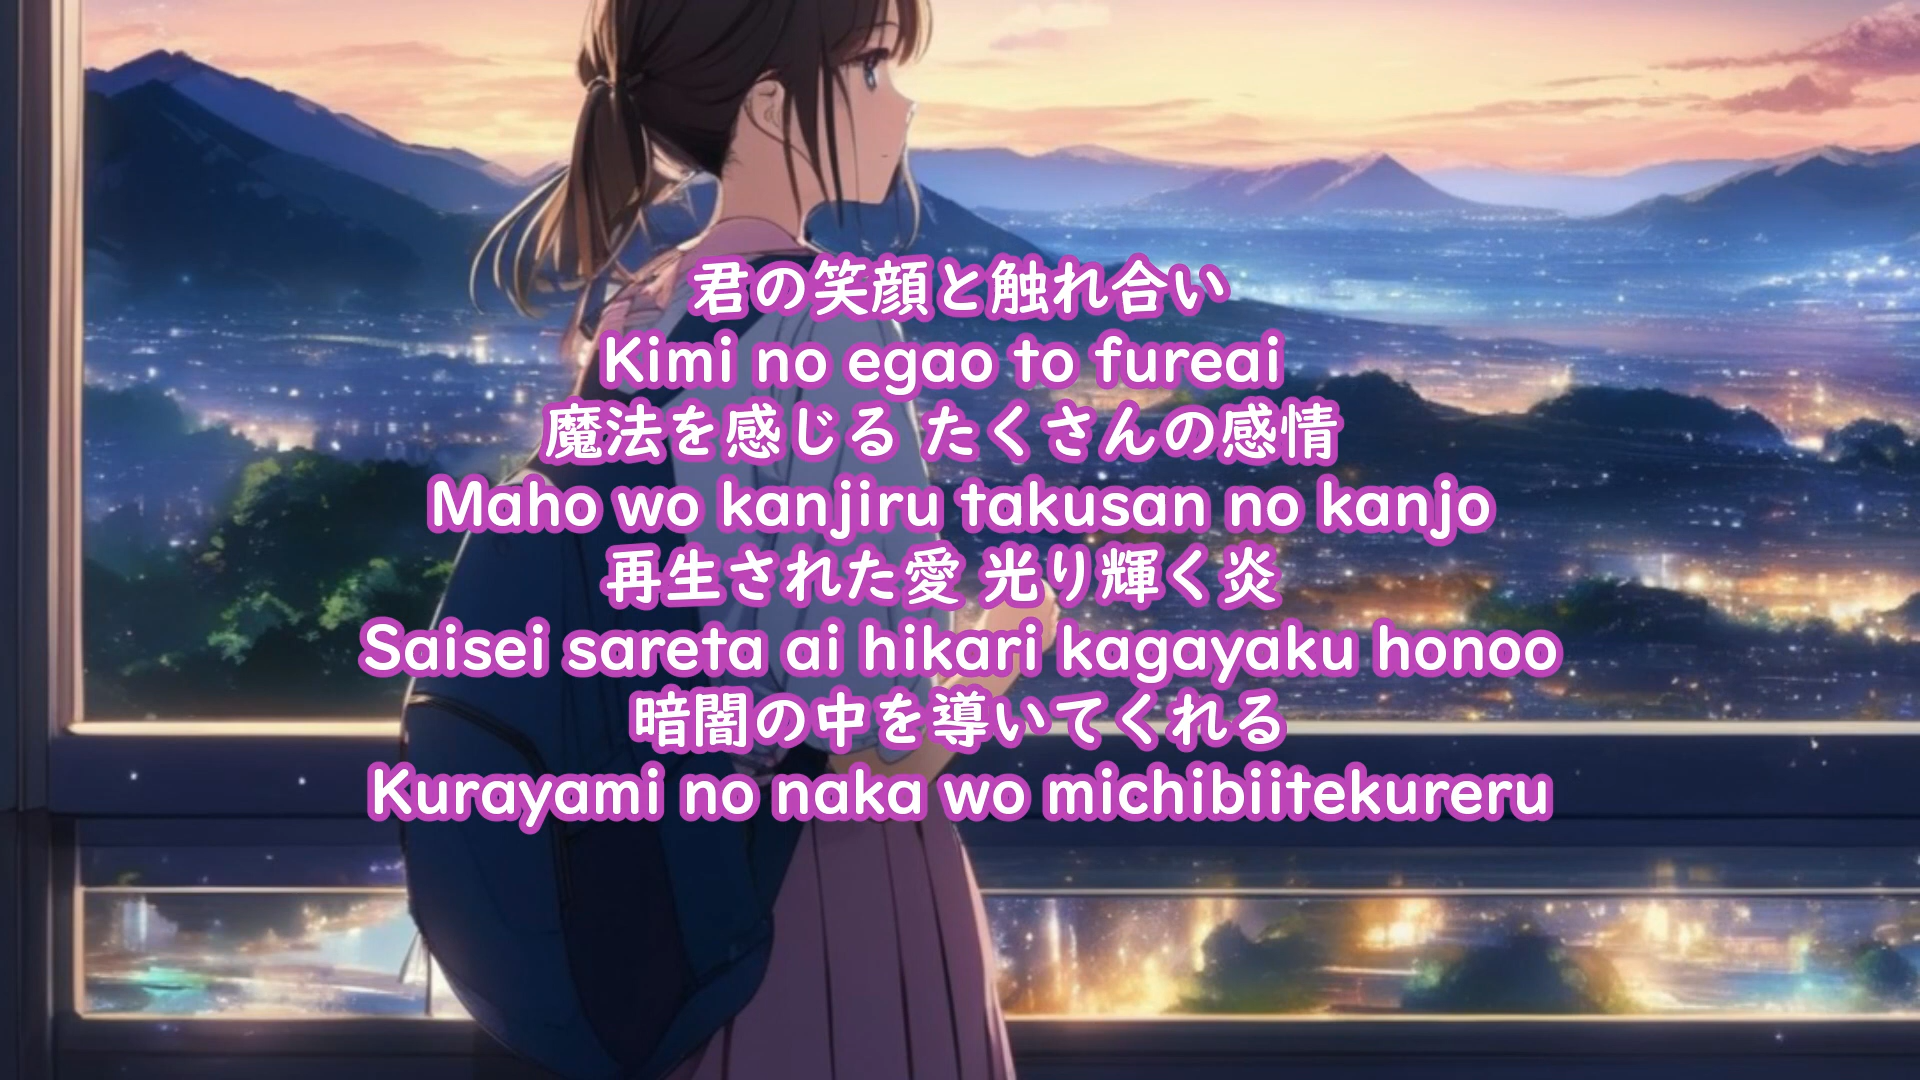 君の笑顔と触れ合い
Kimi no egao to fureai
魔法を感じる たくさんの感情
Maho wo kanjiru takusan no kanjo
再生された愛 光り輝く炎
Saisei sareta ai hikari kagayaku honoo
暗闇の中を導いてくれる
Kurayami no naka wo michibiitekureru